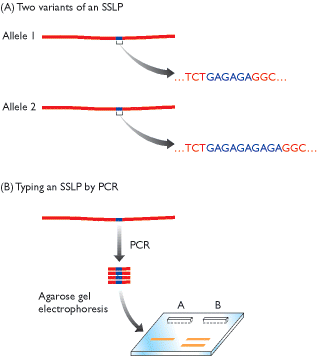 (A) Two variants of an SSLP
Allele 1
…TCTGAGAGAGGC…
Allele 2
…TCTGAGAGAGAGAGGC…
(B) Typing an SSLP by PCR
PCR
Agarose gel
electrophoresis
A B